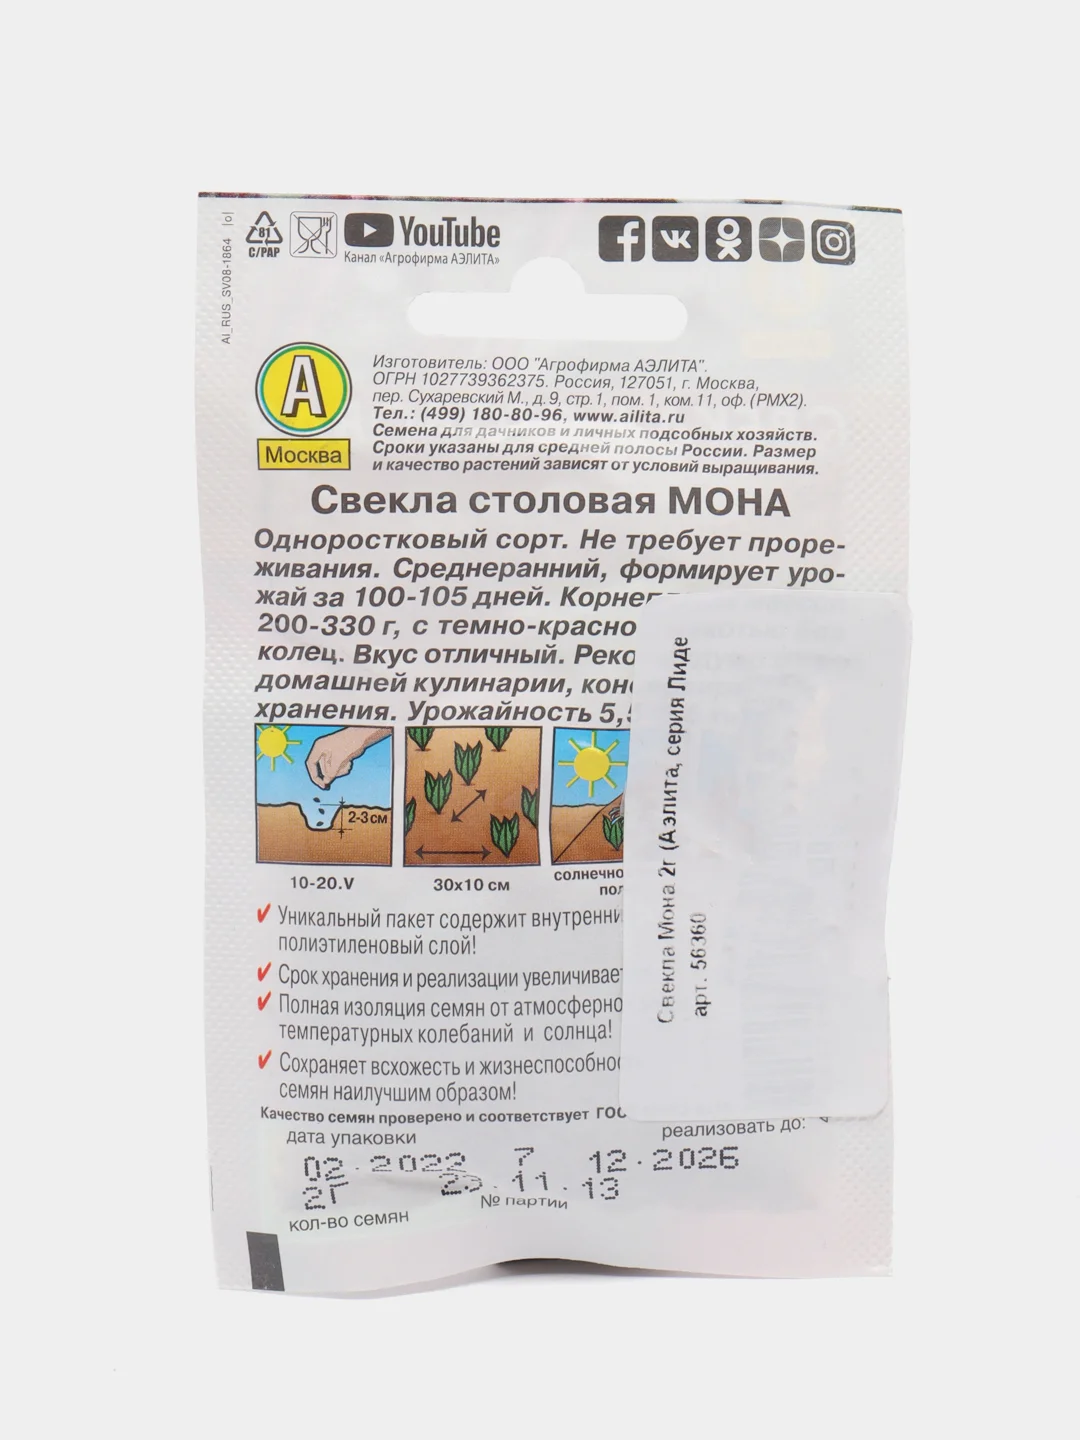 81
C/PAP
YouTube
Канал «Агрофирма АЭЛИТА»
AI_RUS_SV08-1864 |о|
А
Москва
Изготовитель: ООО "Агрофирма АЭЛИТА".
ОГРН 1027739362375. Россия, 127051, г. Москва,
пер. Сухаревский М., д. 9, стр. 1, пом. 1, ком. 11, оф. (РМХ2).
Тел.: (499) 180-80-96, www.ailita.ru
Семена для дачников и личных подсобных хозяйств.
Сроки указаны для средней полосы России. Размер
и качество растений зависят от условий выращивания.
Свекла столовая МОНА
Одноростковый сорт. Не требует проре-
живания. Среднеранний, формирует уро-
жай за 100-105 дней. Корнепл
200-330 г, с темно-красно
колец. Вкус отличный. Реко
домашней кулинарии, кон
хранения. Урожайность 5,5
2-3 см
10-20.V
30х10 см
солнечно
пол
Уникальный пакет содержит внутренни
полиэтиленовый слой!
Срок хранения и реализации увеличивает
Полная изоляция семян от атмосферно
температурных колебаний и солнца!
Сохраняет всхожесть и жизнеспособнос
семян наилучшим образом!
Качество семян проверено и соответствует ГОС
дата упаковки
реализовать до:
02.2022 7 12.2026
2Г 23.11.13
№ партии
кол-во семян
Свекла Мона 2г (Аэлита, серия Лиде
арт. 56360